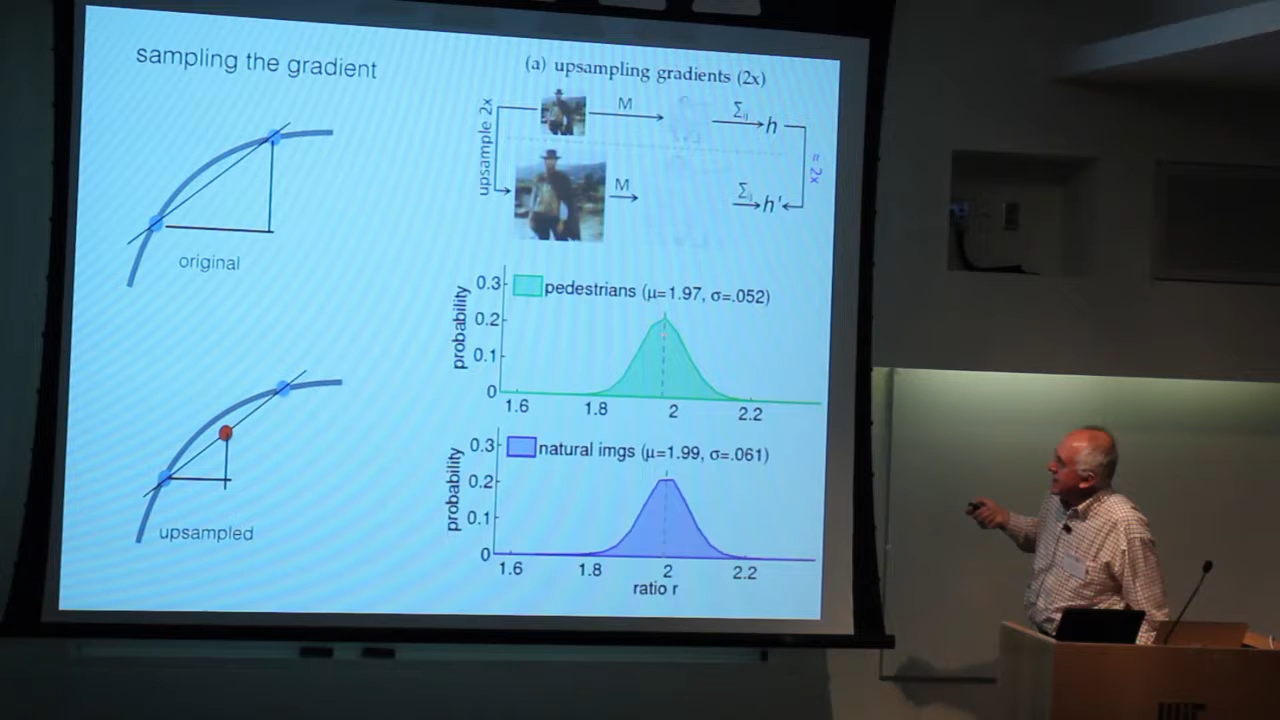 sampling the gradient
original
upsampled
(a) upsampling gradients (2x)
upsample 2x
M
Σij
h
= 2x
M
Σij
h'
pedestrians (μ=1.97, σ=.052)
probability
0.3
0.2
0.1
0
1.6 1.8 2 2.2
natural imgs (μ=1.99, σ=.061)
probability
0.3
0.2
0.1
0
1.6 1.8 2 2.2
ratio r